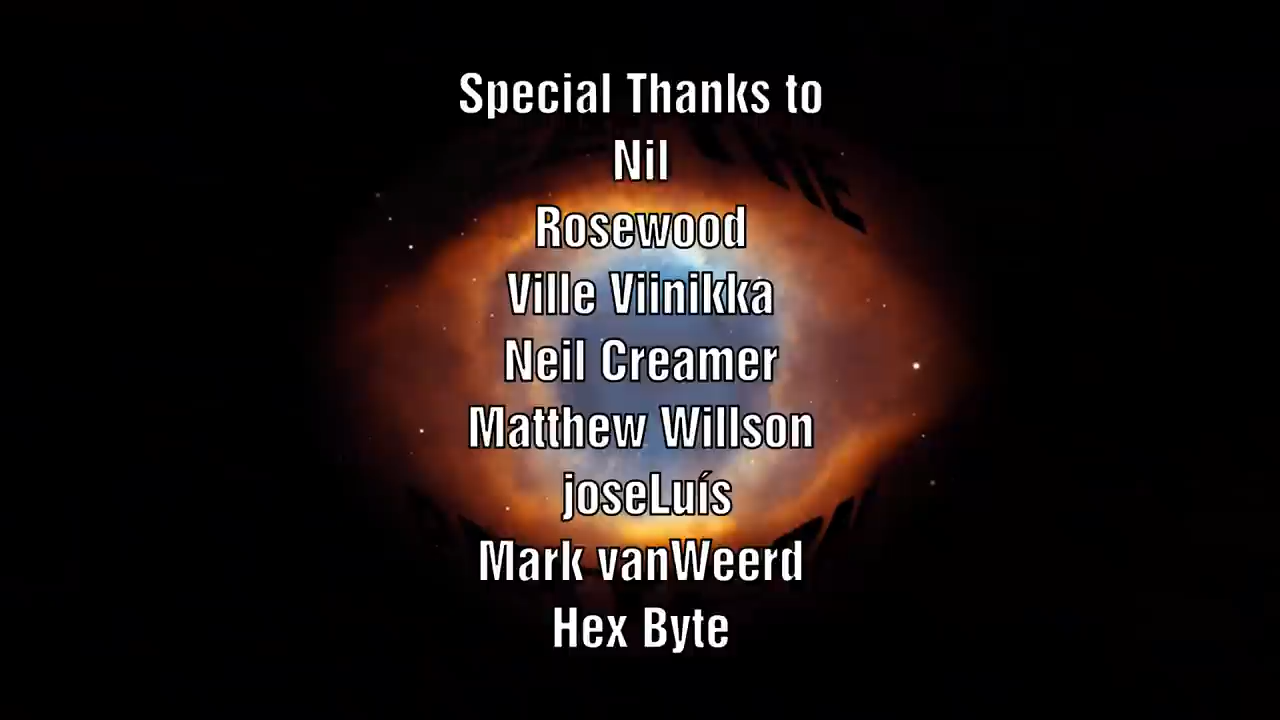 Special Thanks to
Nil
Rosewood
Ville Viinikka
Neil Creamer
Matthew Willson
joseLuís
Mark vanWeerd
Hex Byte